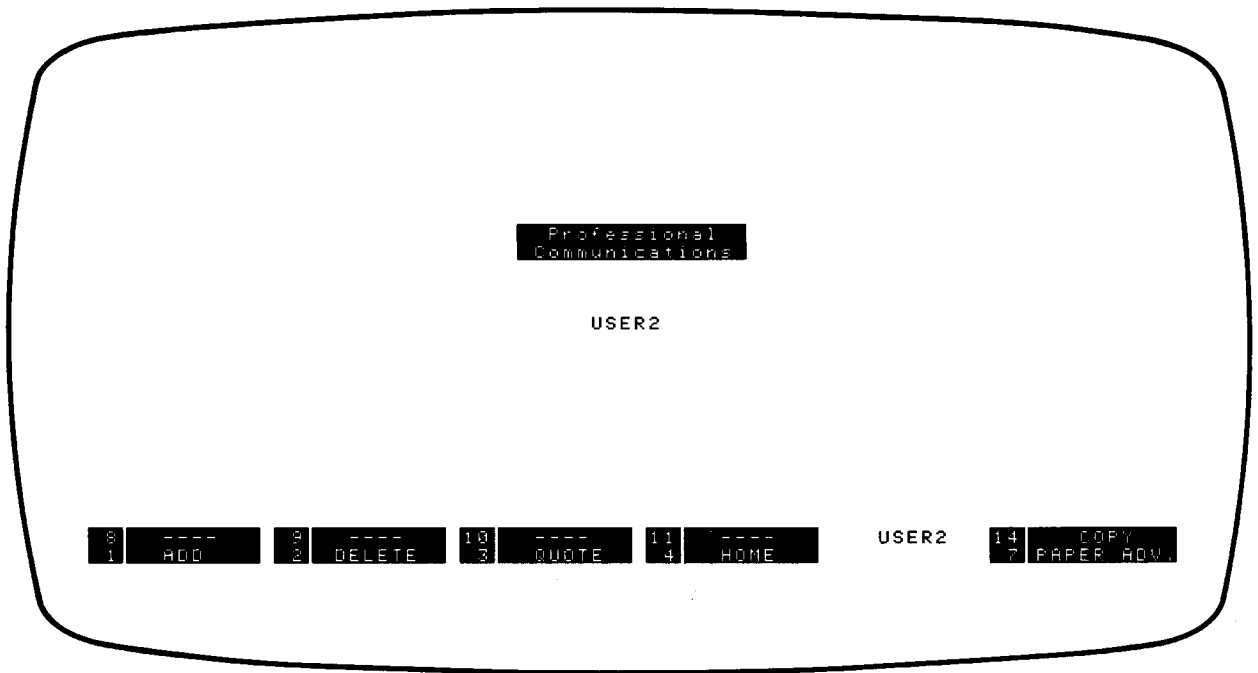 Professional
Communications
USER2
8 ---- 9 ---- 10 ---- 11 ---- USER2 14 COPY
1 ADD 2 DELETE 3 QUOTE 4 HOME 7 PAPER ADV.